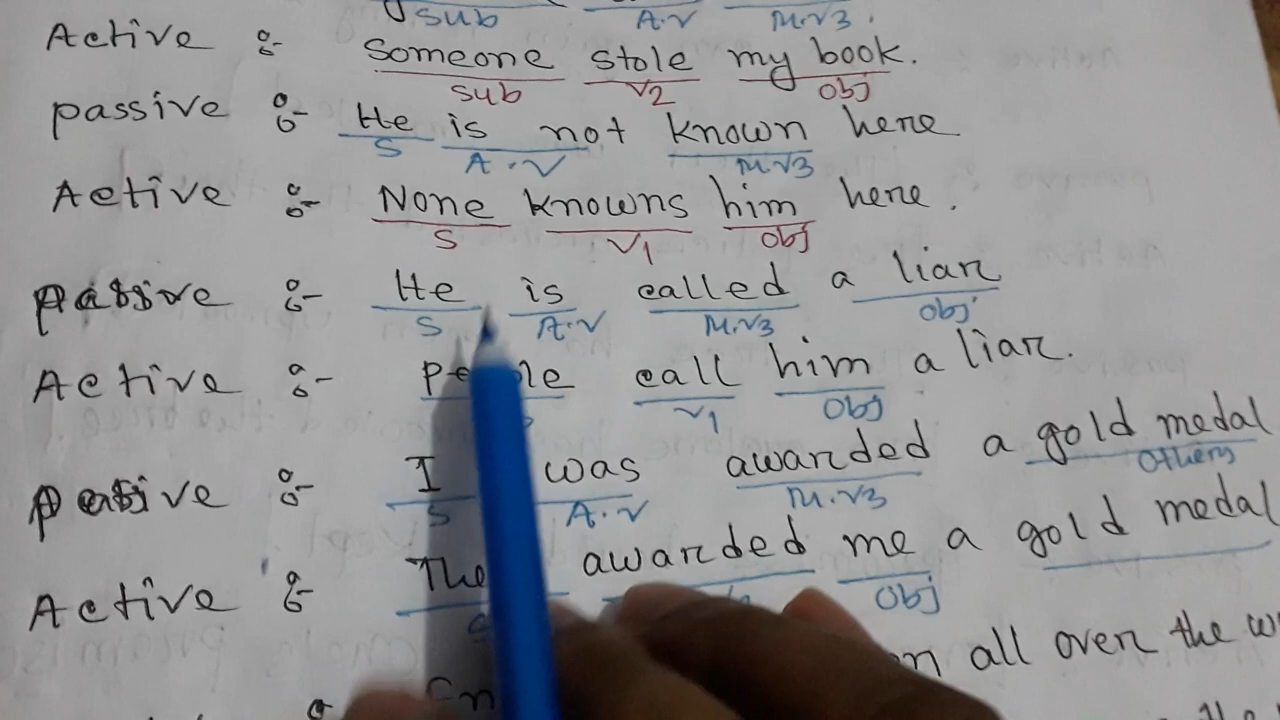 sub A.V M.V3.
Active :- Someone stole my book.
sub V2 obj
passive :- He is not known here
S A.V M.V3
Active :- None knowns him here.
S V1 obj
Passive :- He is called a liar
S A.V M.V3 obj
Active :- People call him a liar.
V1 obj
Passive :- I was awarded a gold medal
S A.V M.V3 others
Active :- awarded me a gold medal
obj
all over the